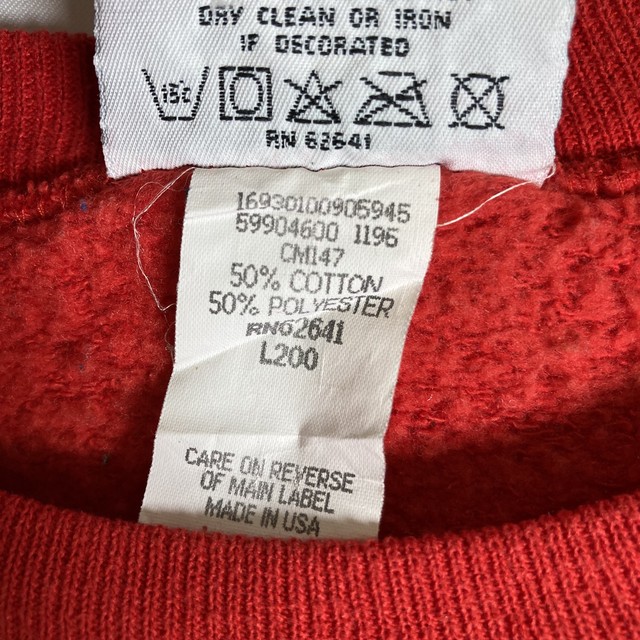 DRY CLEAN OR IRON
IF DECORATED
RN 62641
16930100905945
59904600 1196
CM147
50% COTTON
50% POLYESTER
RN62641
L200
CARE ON REVERSE
OF MAIN LABEL
MADE IN USA